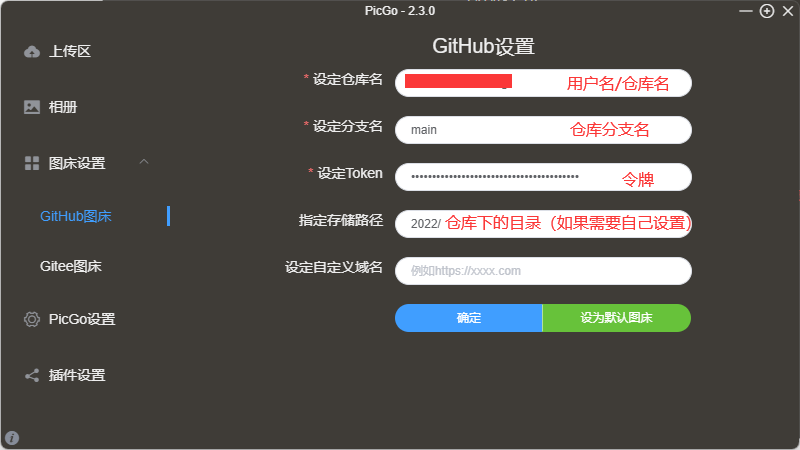 PicGo - 2.3.0
上传区
相册
图床设置
GitHub图床
Gitee图床
PicGo设置
插件设置
GitHub设置
* 设定仓库名
用户名/仓库名
* 设定分支名
main
仓库分支名
* 设定Token
令牌
指定存储路径
2022/
仓库下的目录（如果需要自己设置）
设定自定义域名
例如https://xxxx.com
确定
设为默认图床